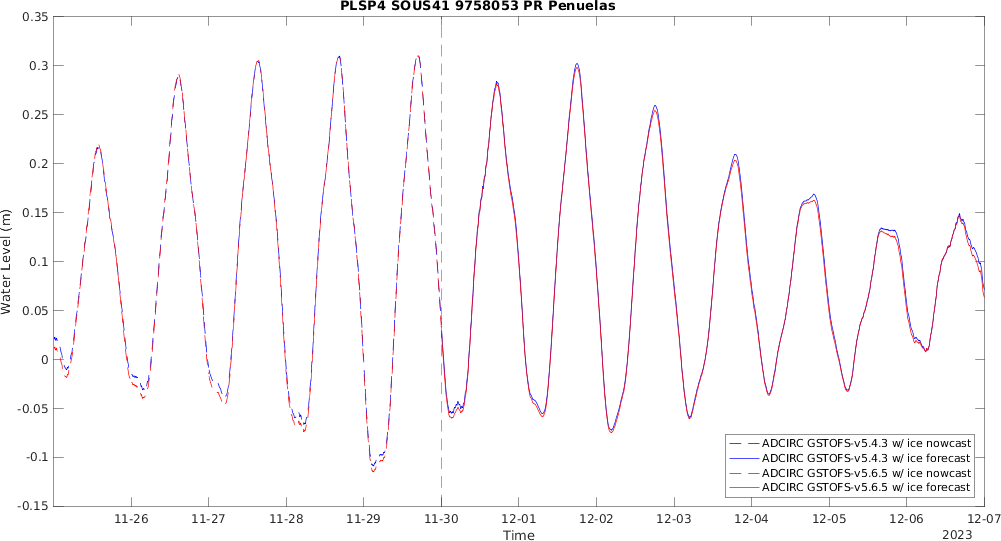 PLSP4 SOUS41 9758053 PR Penuelas
0.35
0.3
0.25
0.2
0.15
0.1
0.05
0
-0.05
-0.1
-0.15
Water Level (m)
11-26 11-27 11-28 11-29 11-30 12-01 12-02 12-03 12-04 12-05 12-06 12-07
2023
Time
ADCIRC GSTOFS-v5.4.3 w/ ice nowcast
ADCIRC GSTOFS-v5.4.3 w/ ice forecast
ADCIRC GSTOFS-v5.6.5 w/ ice nowcast
ADCIRC GSTOFS-v5.6.5 w/ ice forecast